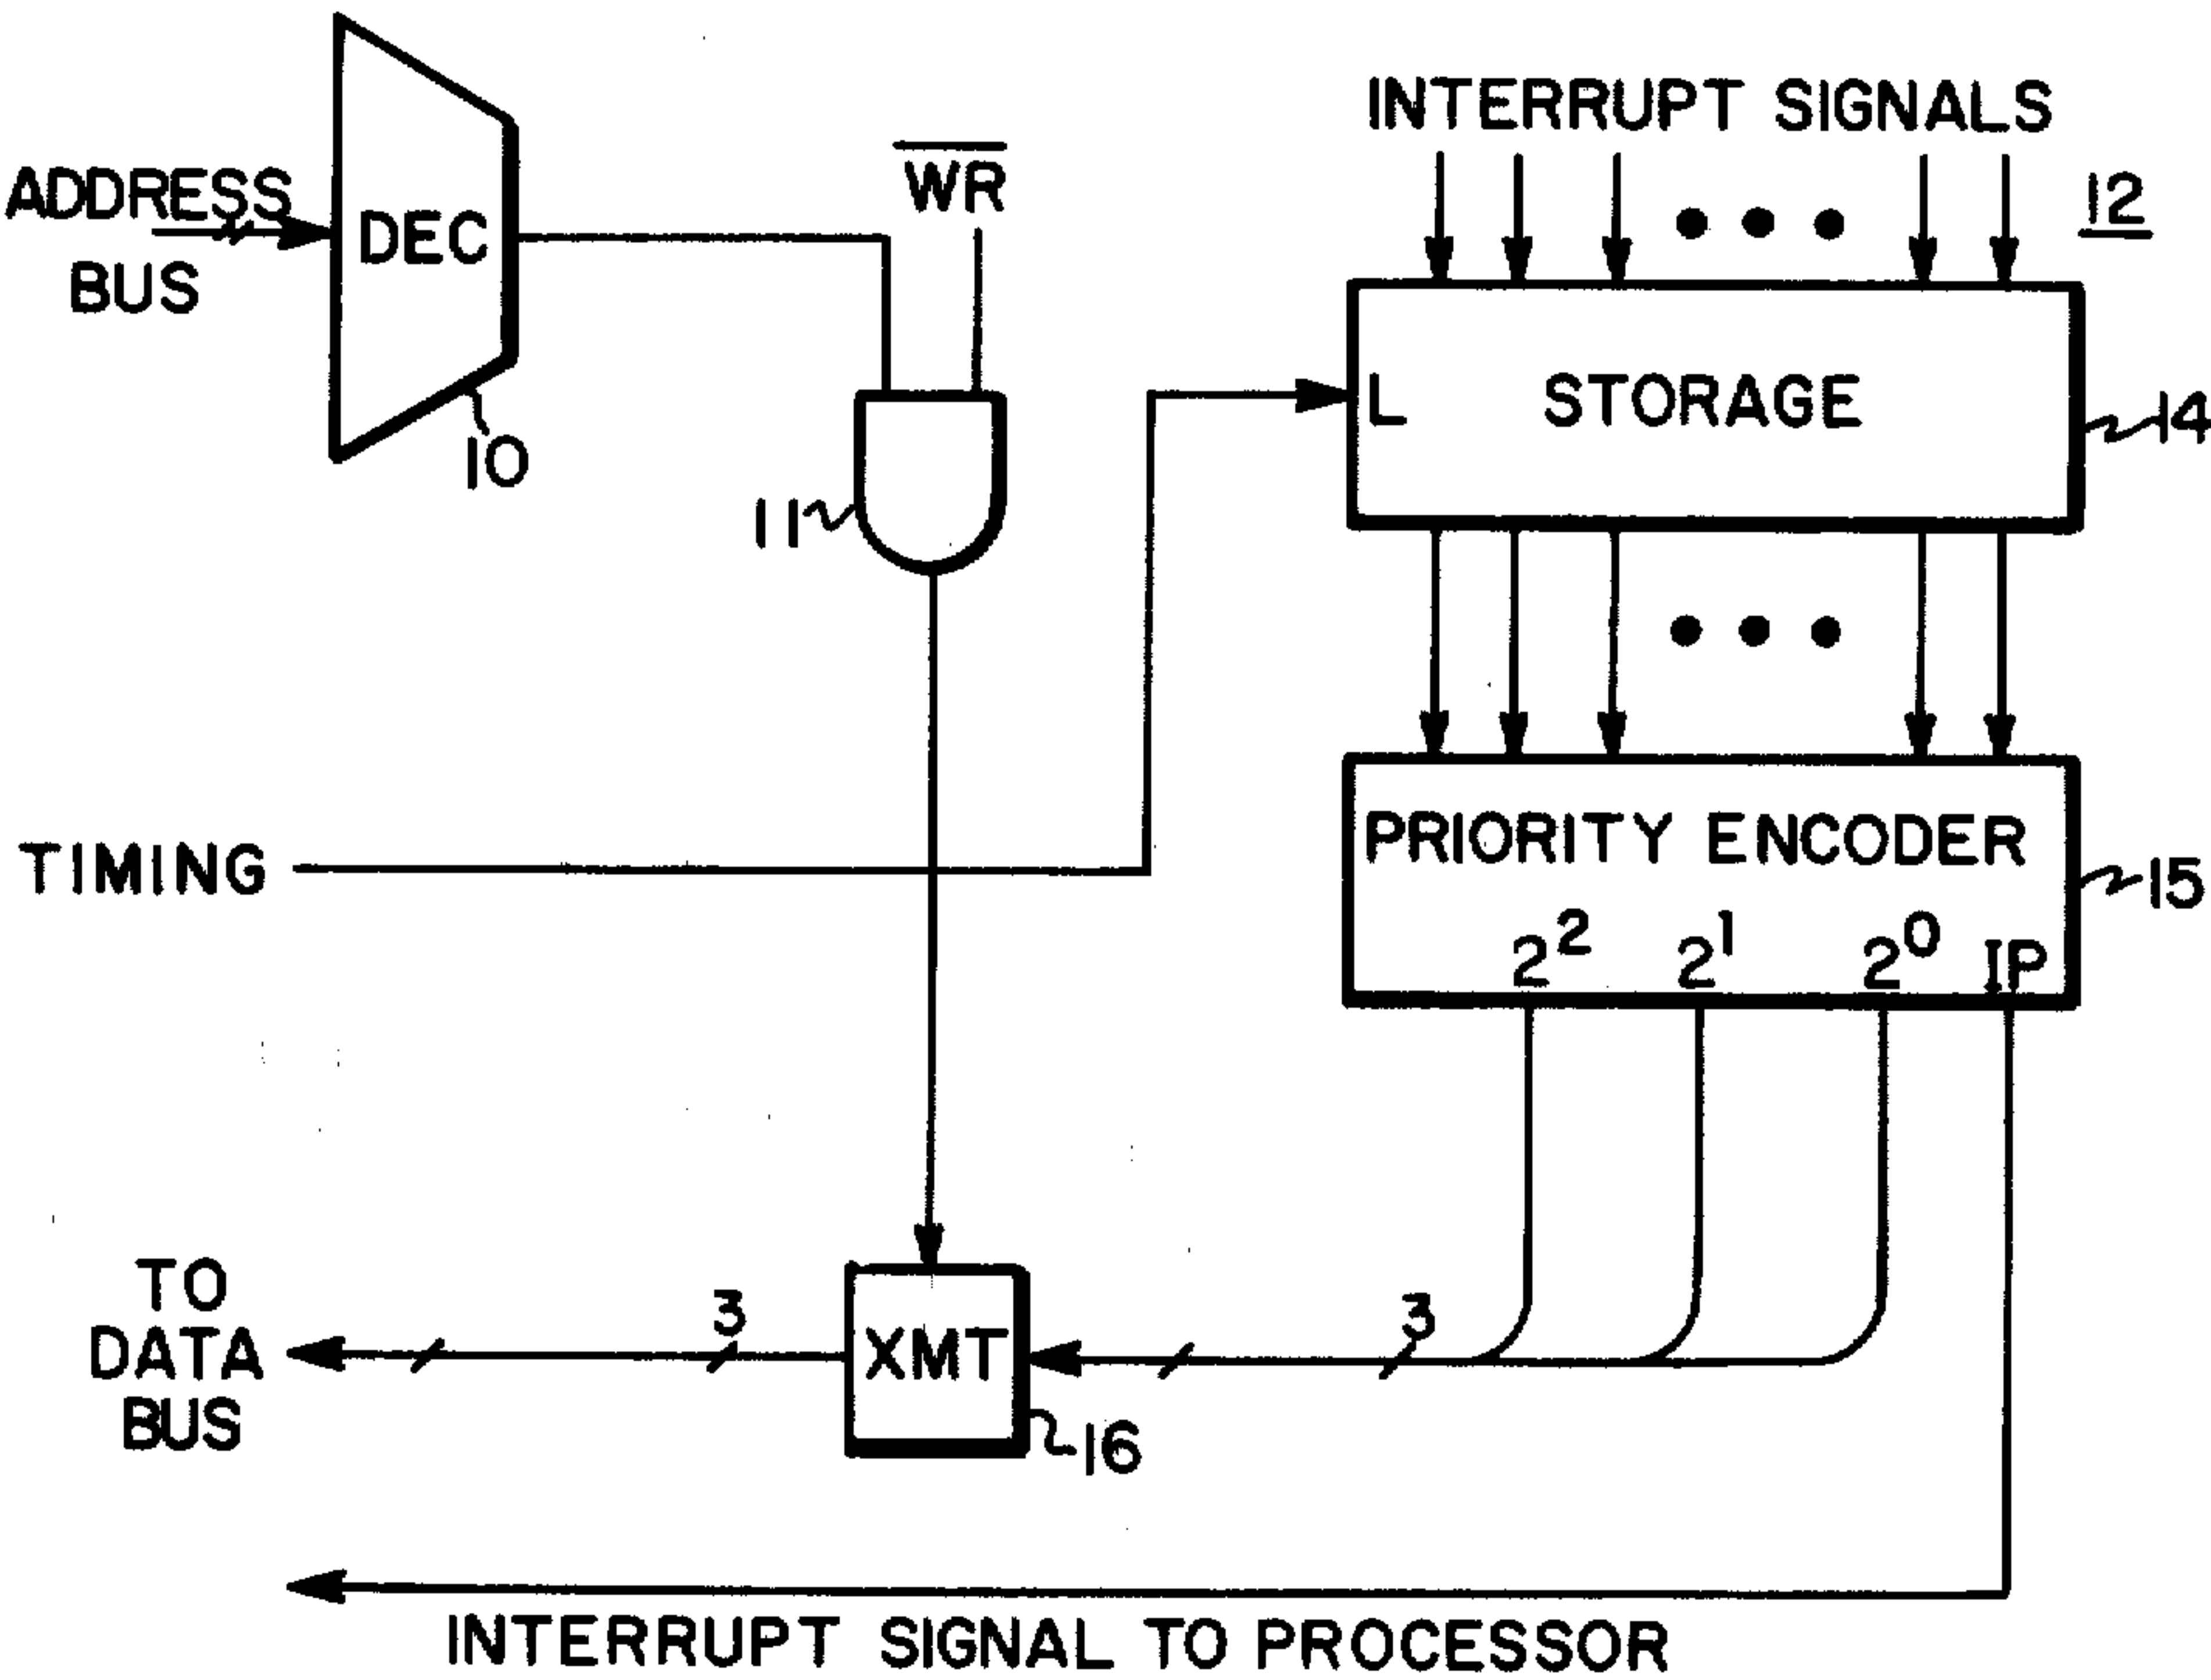 ADDRESS
BUS
DEC
10
WR
11
INTERRUPT SIGNALS
12
L STORAGE
14
TIMING
PRIORITY ENCODER
15
2² 2¹ 2⁰ IP
TO
DATA
BUS
3
XMT
3
16
INTERRUPT SIGNAL TO PROCESSOR